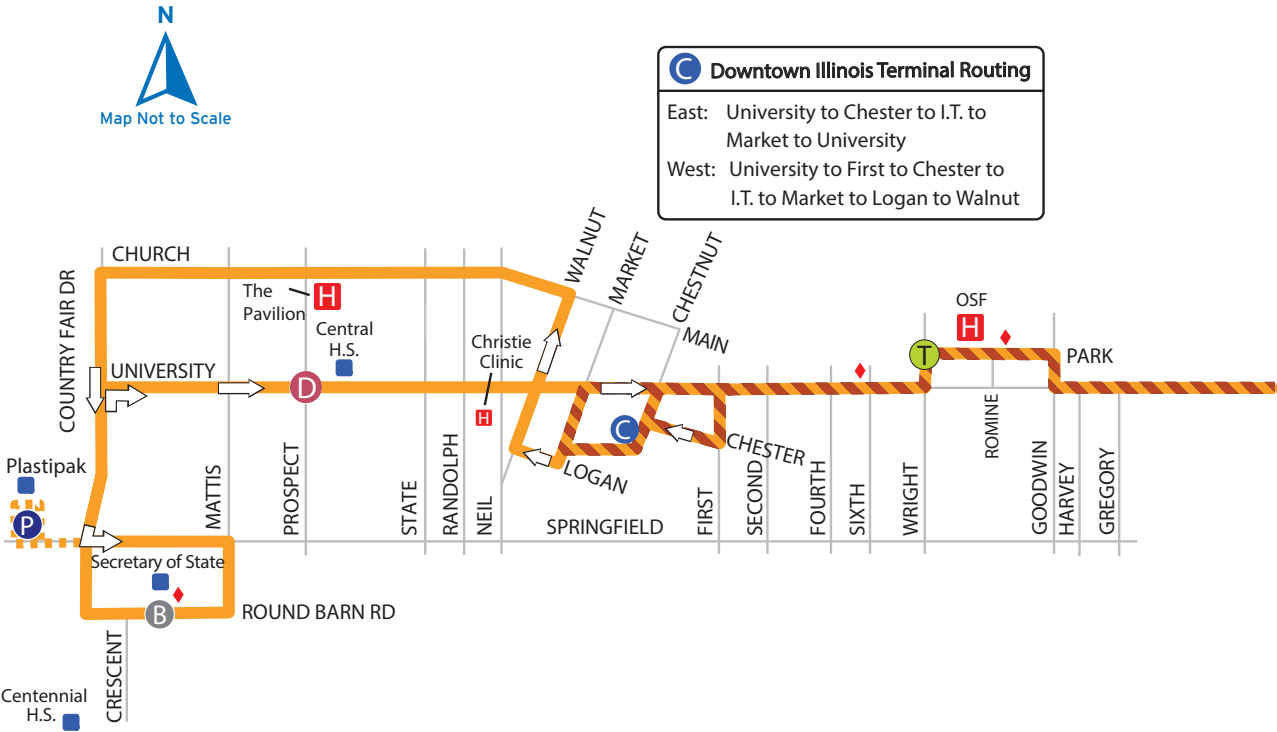 N
Map Not to Scale
C Downtown Illinois Terminal Routing
East: University to Chester to I.T. to
Market to University
West: University to First to Chester to
I.T. to Market to Logan to Walnut
CHURCH
COUNTRY FAIR DR
The
Pavilion
H
Central
H.S.
Christie
Clinic
H
WALNUT
MARKET
CHESTNUT
MAIN
OSF
H
T
PARK
UNIVERSITY
D
C
CHESTER
LOGAN
ROMINE
Plastipak
P
MATTIS
PROSPECT
STATE
RANDOLPH
NEIL
SPRINGFIELD
FIRST
SECOND
FOURTH
SIXTH
WRIGHT
GOODWIN
HARVEY
GREGORY
Secretary of State
B
ROUND BARN RD
CRESCENT
Centennial
H.S.